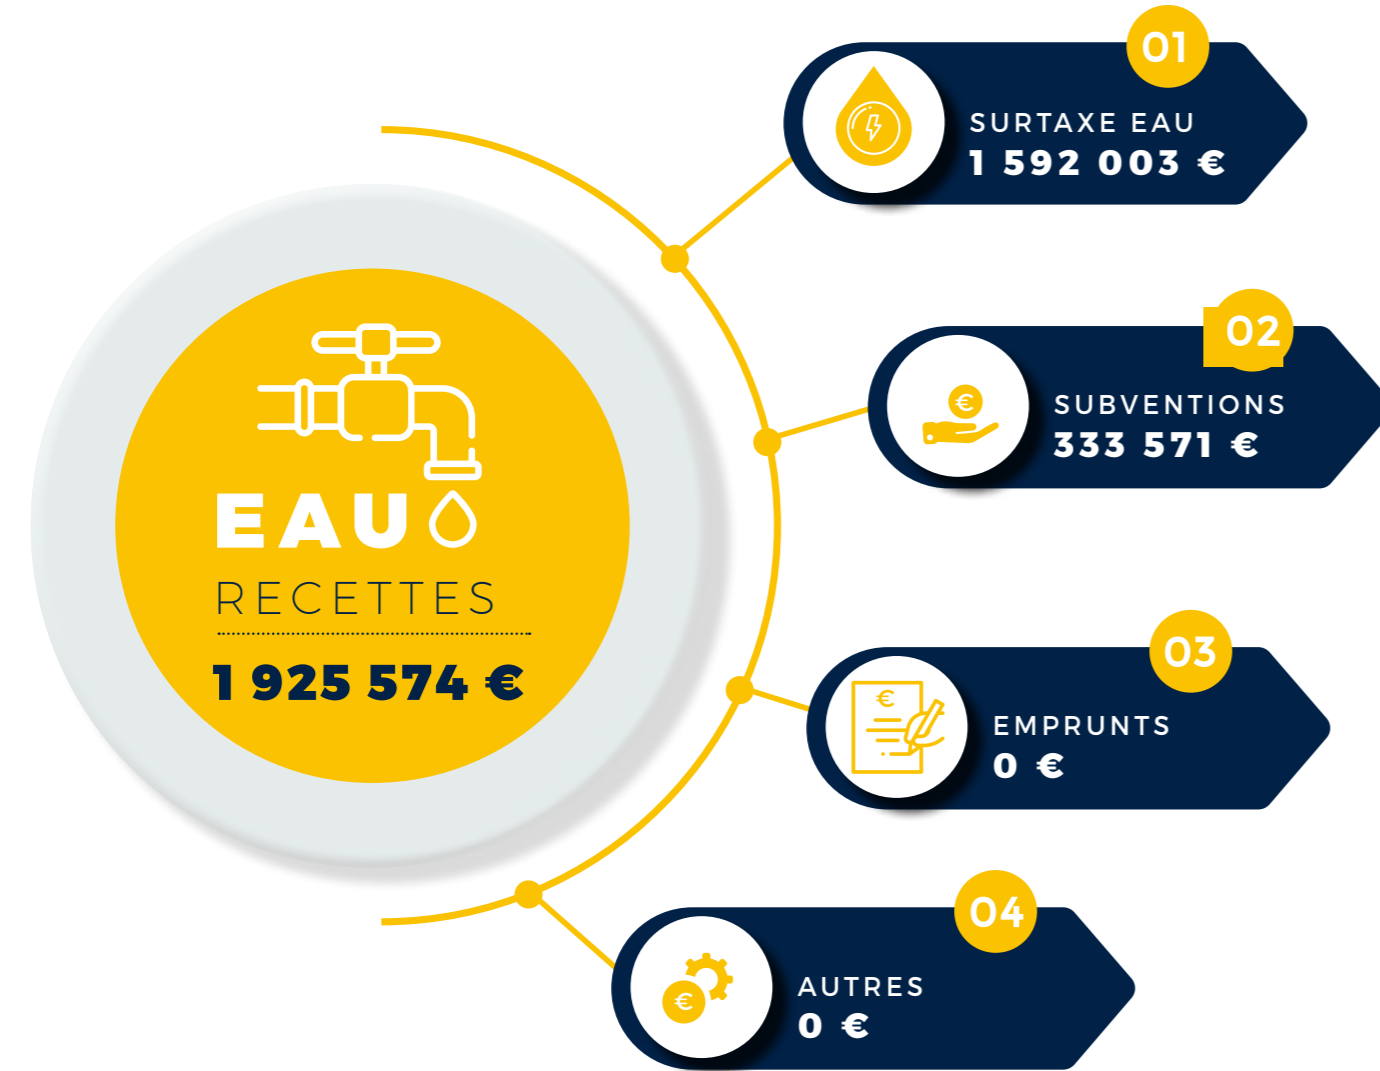 EAU
RECETTES
1 925 574 €
01
SURTAXE EAU
1 592 003 €
02
€
SUBVENTIONS
333 571 €
03
€
EMPRUNTS
0 €
04
€
AUTRES
0 €